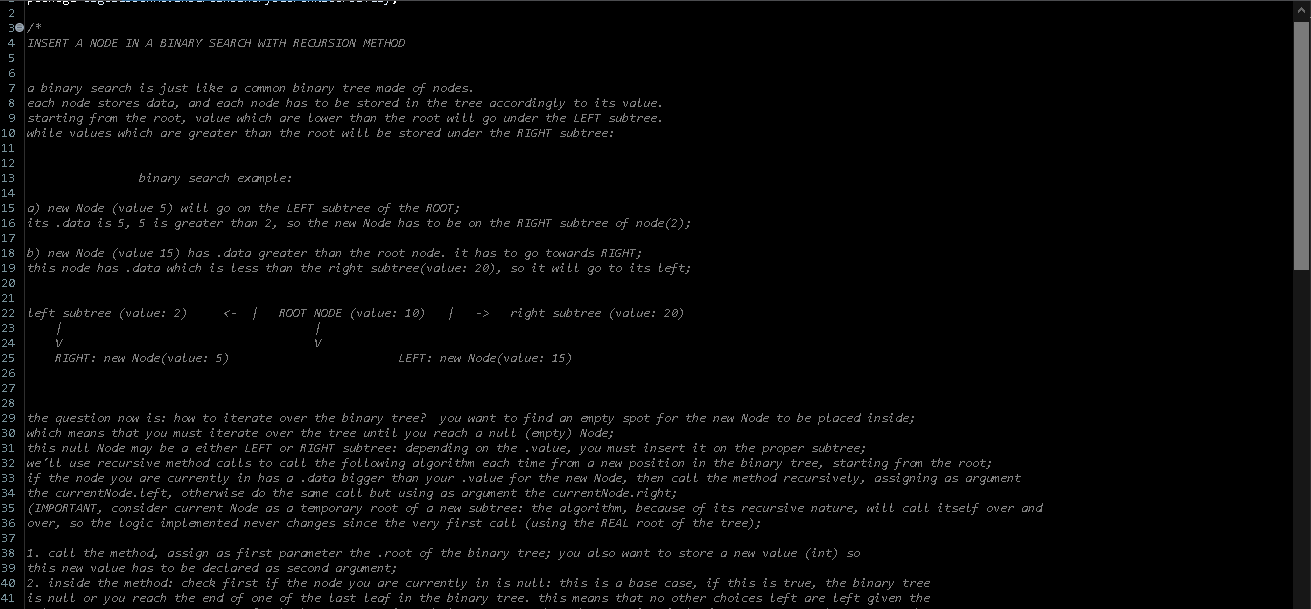 2
3 /*
4 INSERT A NODE IN A BINARY SEARCH WITH RECURSION METHOD
5
6
7 a binary search is just like a common binary tree made of nodes.
8 each node stores data, and each node has to be stored in the tree accordingly to its value.
9 starting from the root, value which are lower than the root will go under the LEFT subtree.
10 while values which are greater than the root will be stored under the RIGHT subtree:
11
12
13 binary search example:
14
15 a) new Node (value 5) will go on the LEFT subtree of the ROOT;
16 its .data is 5, 5 is greater than 2, so the new Node has to be on the RIGHT subtree of node(2);
17
18 b) new Node (value 15) has .data greater than the root node. it has to go towards RIGHT;
19 this node has .data which is less than the right subtree(value: 20), so it will go to its left;
20
21
22 left subtree (value: 2) <- | ROOT NODE (value: 10) | -> right subtree (value: 20)
23 | |
24 V V
25 RIGHT: new Node(value: 5) LEFT: new Node(value: 15)
26
27
28
29 the question now is: how to iterate over the binary tree? you want to find an empty spot for the new Node to be placed inside;
30 which means that you must iterate over the tree until you reach a null (empty) Node;
31 this null Node may be a either LEFT or RIGHT subtree: depending on the .value, you must insert it on the proper subtree;
32 we'll use recursive method calls to call the following algorithm each time from a new position in the binary tree, starting from the root;
33 if the node you are currently in has a .data bigger than your .value for the new Node, then call the method recursively, assigning as argument
34 the currentNode.left, otherwise do the same call but using as argument the currentNode.right;
35 (IMPORTANT, consider current Node as a temporary root of a new subtree: the algorithm, because of its recursive nature, will call itself over and
36 over, so the logic implemented never changes since the very first call (using the REAL root of the tree);
37
38 1. call the method, assign as first parameter the .root of the binary tree; you also want to store a new value (int) so
39 this new value has to be declared as second argument;
40 2. inside the method: check first if the node you are currently in is null: this is a base case, if this is true, the binary tree
41 is null or you reach the end of one of the last leaf in the binary tree. this means that no other choices left are left given the